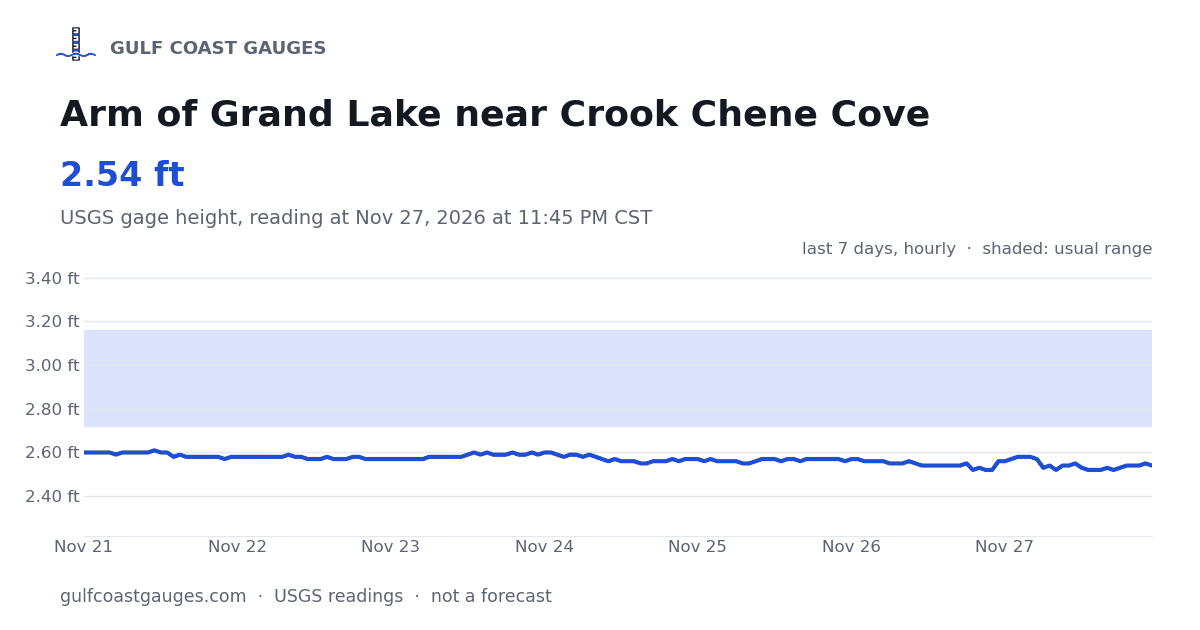 GULF COAST GAUGES
Arm of Grand Lake near Crook Chene Cove
2.54 ft
USGS gage height, reading at Nov 27, 2026 at 11:45 PM CST
last 7 days, hourly · shaded: usual range
3.40 ft
3.20 ft
3.00 ft
2.80 ft
2.60 ft
2.40 ft
Nov 21 Nov 22 Nov 23 Nov 24 Nov 25 Nov 26 Nov 27
gulfcoastgauges.com · USGS readings · not a forecast